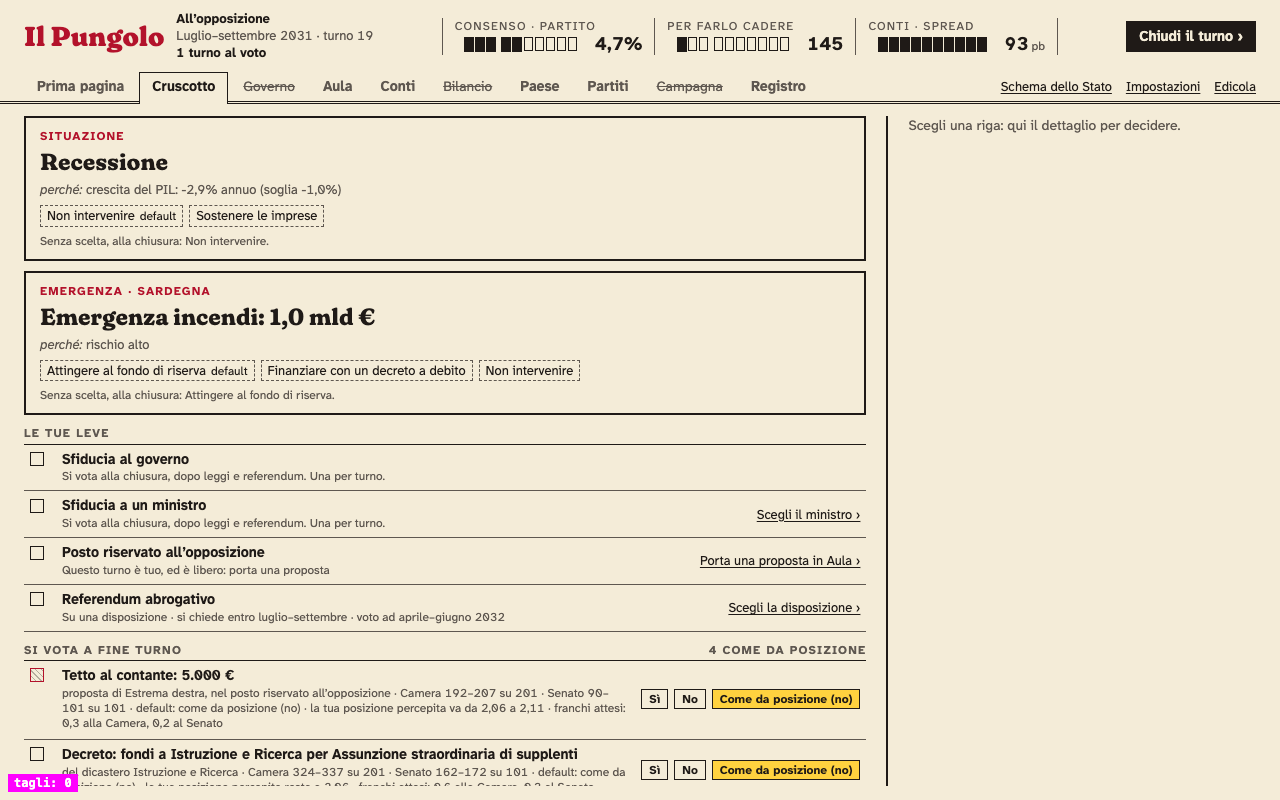 Il Pungolo
All’opposizione
Luglio–settembre 2031 · turno 19
1 turno al voto
CONSENSO · PARTITO
4,7%
PER FARLO CADERE
145
CONTI · SPREAD
93 pb
Chiudi il turno ›
Prima pagina
Cruscotto
Governo
Aula
Conti
Bilancio
Paese
Partiti
Campagna
Registro
Schema dello Stato
Impostazioni
Edicola
SITUAZIONE
Recessione
perché: crescita del PIL: -2,9% annuo (soglia -1,0%)
Non intervenire default
Sostenere le imprese
Senza scelta, alla chiusura: Non intervenire.
EMERGENZA · SARDEGNA
Emergenza incendi: 1,0 mld €
perché: rischio alto
Attingere al fondo di riserva default
Finanziare con un decreto a debito
Non intervenire
Senza scelta, alla chiusura: Attingere al fondo di riserva.
LE TUE LEVE
Sfiducia al governo
Si vota alla chiusura, dopo leggi e referendum. Una per turno.
Sfiducia a un ministro
Si vota alla chiusura, dopo leggi e referendum. Una per turno.
Scegli il ministro ›
Posto riservato all’opposizione
Questo turno è tuo, ed è libero: porta una proposta
Porta una proposta in Aula ›
Referendum abrogativo
Su una disposizione · si chiede entro luglio–settembre · voto ad aprile–giugno 2032
Scegli la disposizione ›
SI VOTA A FINE TURNO
4 COME DA POSIZIONE
Tetto al contante: 5.000 €
proposta di Estrema destra, nel posto riservato all’opposizione · Camera 192–207 su 201 · Senato 90–
101 su 101 · default: come da posizione (no) · la tua posizione percepita va da 2,06 a 2,11 · franchi attesi:
0,3 alla Camera, 0,2 al Senato
Sì
No
Come da posizione (no)
Decreto: fondi a Istruzione e Ricerca per Assunzione straordinaria di supplenti
del dicastero Istruzione e Ricerca · Camera 324–337 su 201 · Senato 162–172 su 101 · default: come da
Sì
No
Come da posizione (no)
tagli: 0
Scegli una riga: qui il dettaglio per decidere.